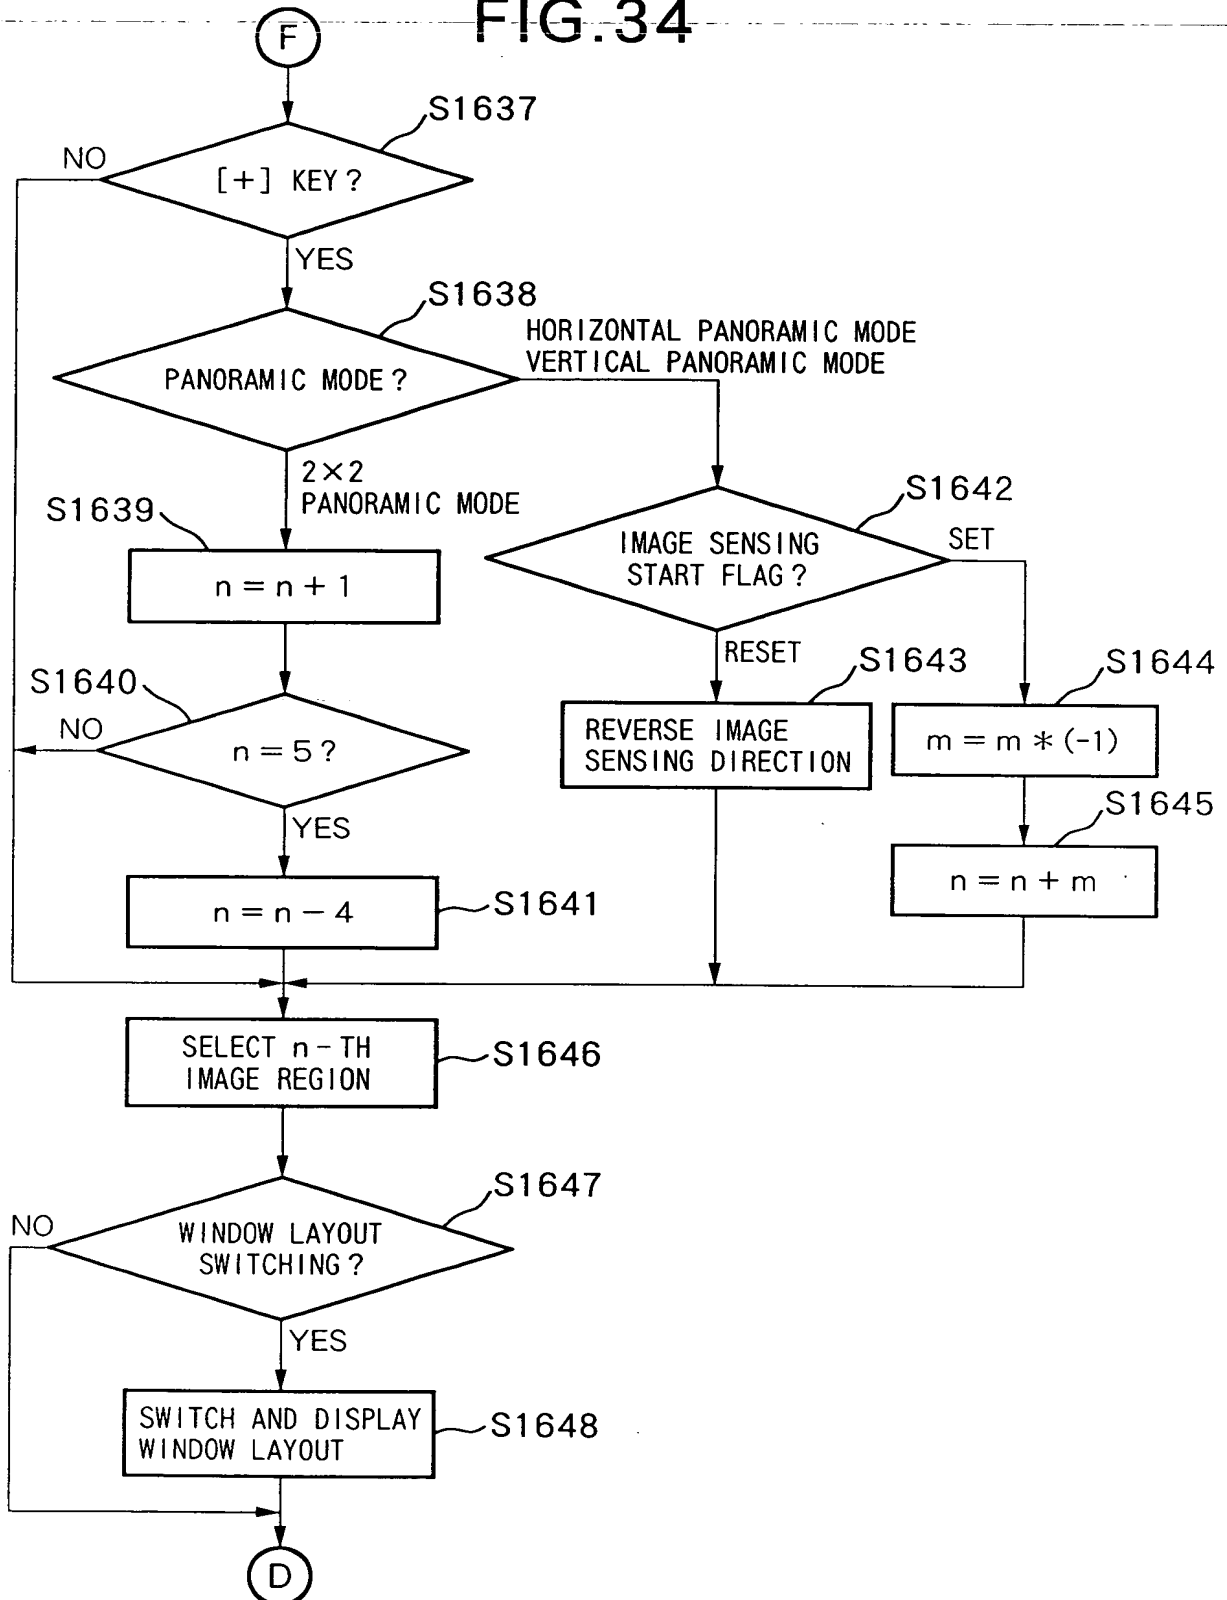 FIG.34
F
S1637
NO
[+] KEY?
YES
S1638
HORIZONTAL PANORAMIC MODE
VERTICAL PANORAMIC MODE
PANORAMIC MODE?
2×2
PANORAMIC MODE
S1639
n = n + 1
S1642
IMAGE SENSING
START FLAG?
SET
RESET
S1640
NO
n = 5?
YES
S1643
REVERSE IMAGE
SENSING DIRECTION
S1644
m = m * (-1)
S1645
n = n + m
n = n - 4
S1641
SELECT n-TH
IMAGE REGION
S1646
S1647
NO
WINDOW LAYOUT
SWITCHING?
YES
SWITCH AND DISPLAY
WINDOW LAYOUT
S1648
D